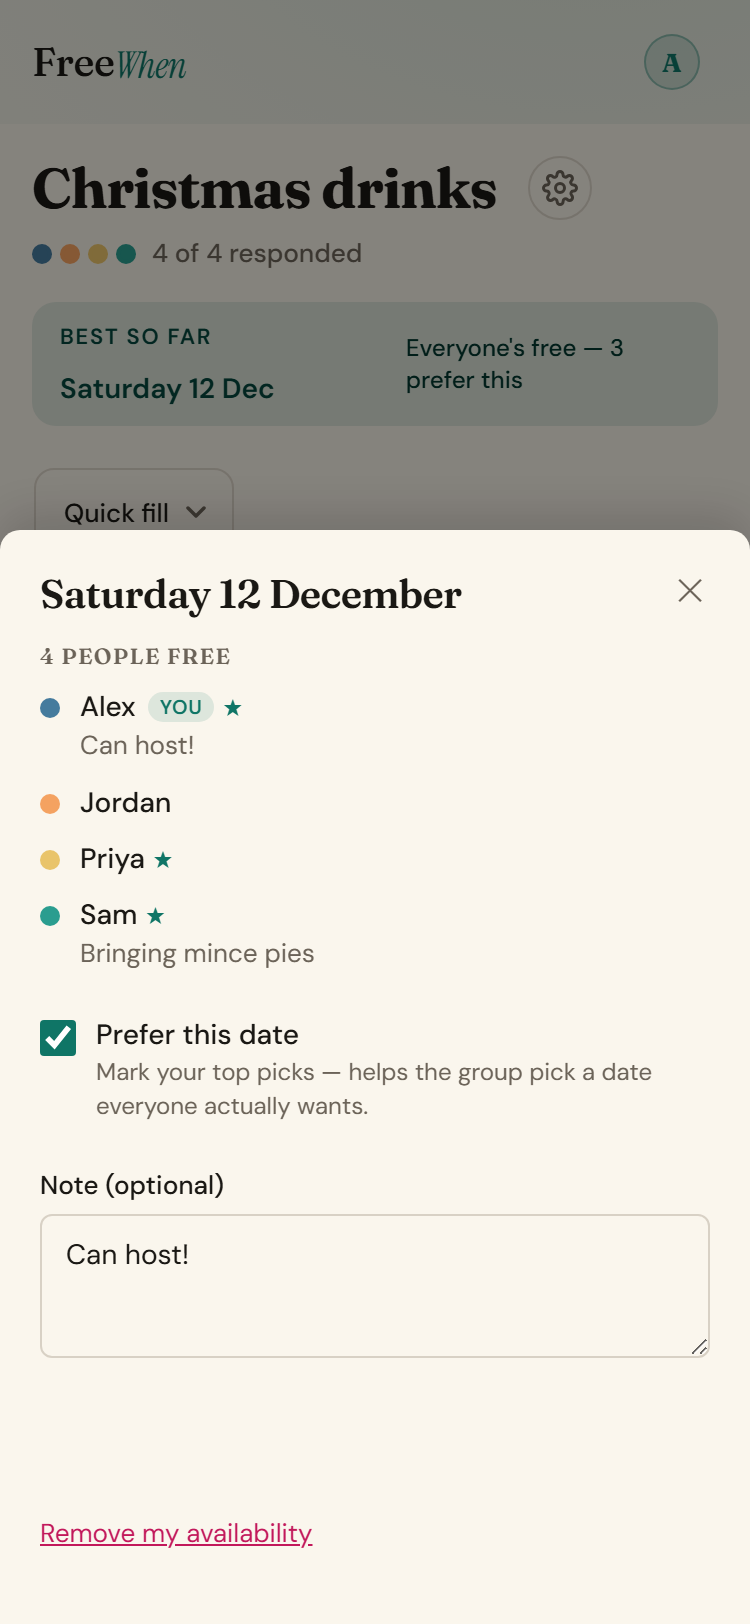 FreeWhen
A
Christmas drinks
4 of 4 responded
BEST SO FAR
Saturday 12 Dec
Everyone's free — 3
prefer this
Quick fill
Saturday 12 December
4 PEOPLE FREE
Alex YOU ★
Can host!
Jordan
Priya ★
Sam ★
Bringing mince pies
Prefer this date
Mark your top picks — helps the group pick a date
everyone actually wants.
Note (optional)
Can host!
Remove my availability